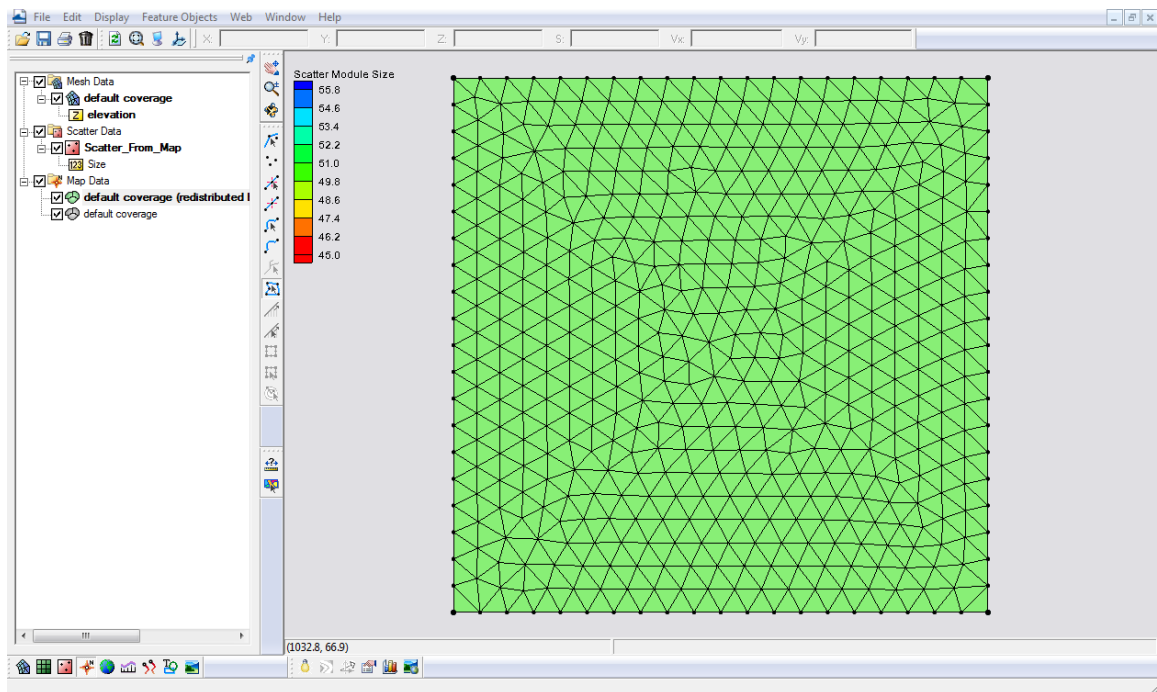 File Edit Display Feature Objects Web Window Help
X: Y: Z: S: Vx: Vy:
Mesh Data
default coverage
Z elevation
Scatter Data
Scatter_From_Map
123 Size
Map Data
default coverage (redistributed
default coverage
Scatter Module Size
55.8
54.6
53.4
52.2
51.0
49.8
48.6
47.4
46.2
45.0
(1032.8, 66.9)